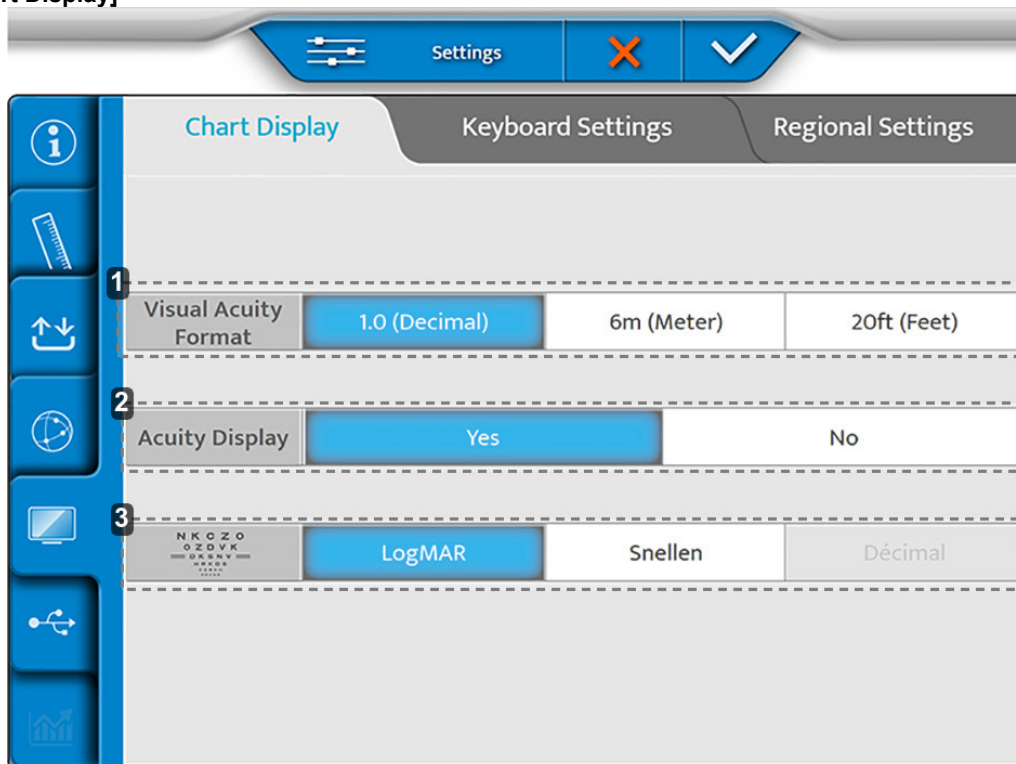 rt Display]
Settings
Chart Display
Keyboard Settings
Regional Settings
1
Visual Acuity
Format
1.0 (Decimal)
6m (Meter)
20ft (Feet)
2
Acuity Display
Yes
No
3
N K C Z O
O Z D V K
D K S N V
LogMAR
Snellen
Décimal